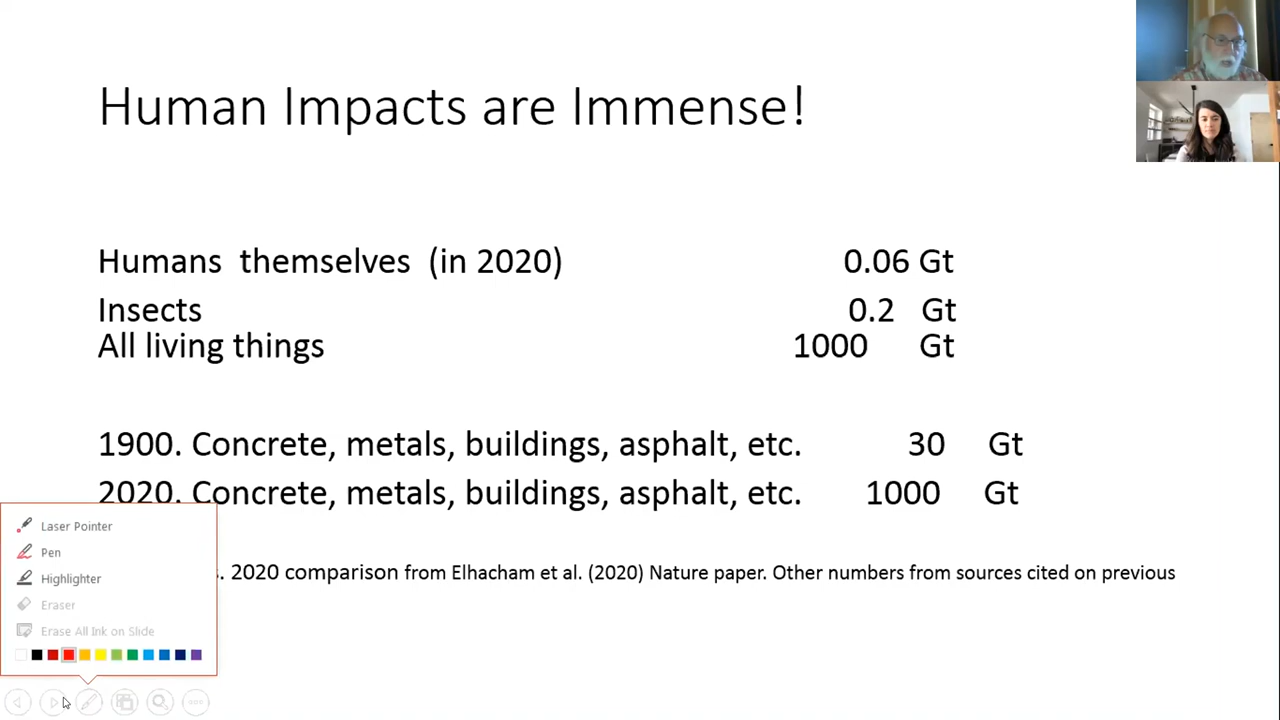 Human Impacts are Immense!
Humans themselves (in 2020) 0.06 Gt
Insects 0.2 Gt
All living things 1000 Gt
1900. Concrete, metals, buildings, asphalt, etc. 30 Gt
2020. Concrete, metals, buildings, asphalt, etc. 1000 Gt
2020 comparison from Elhacham et al. (2020) Nature paper. Other numbers from sources cited on previous
Laser Pointer
Pen
Highlighter
Eraser
Erase All Ink on Slide